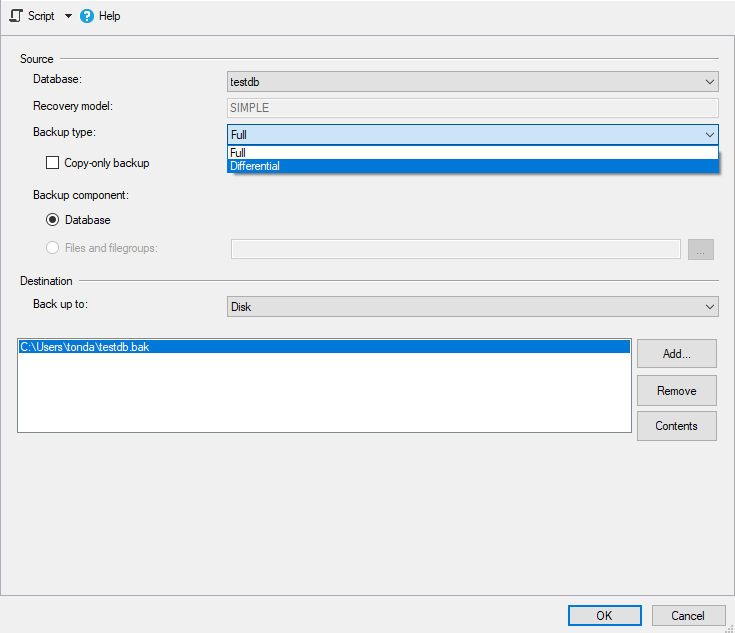 Script Help
Source
Database: testdb
Recovery model: SIMPLE
Backup type: Full
Full
Differential
Copy-only backup
Backup component:
Database
Files and filegroups: ...
Destination
Back up to: Disk
C:\Users\tonda\testdb.bak
Add...
Remove
Contents
OK Cancel